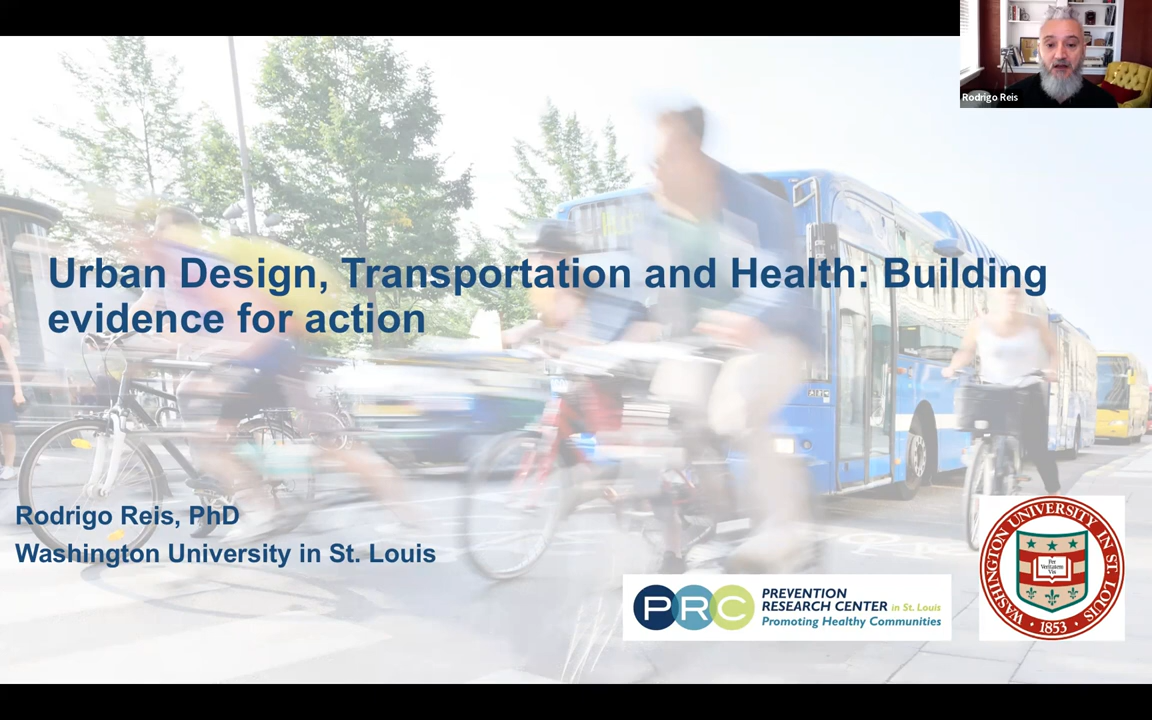 Rodrigo Reis
Urban Design, Transportation and Health: Building
evidence for action
Rodrigo Reis, PhD
Washington University in St. Louis
PRC
PREVENTION
RESEARCH CENTER in St. Louis
Promoting Healthy Communities
WASHINGTON UNIVERSITY IN ST. LOUIS
Per
Veritatem
Vis
· 1853 ·